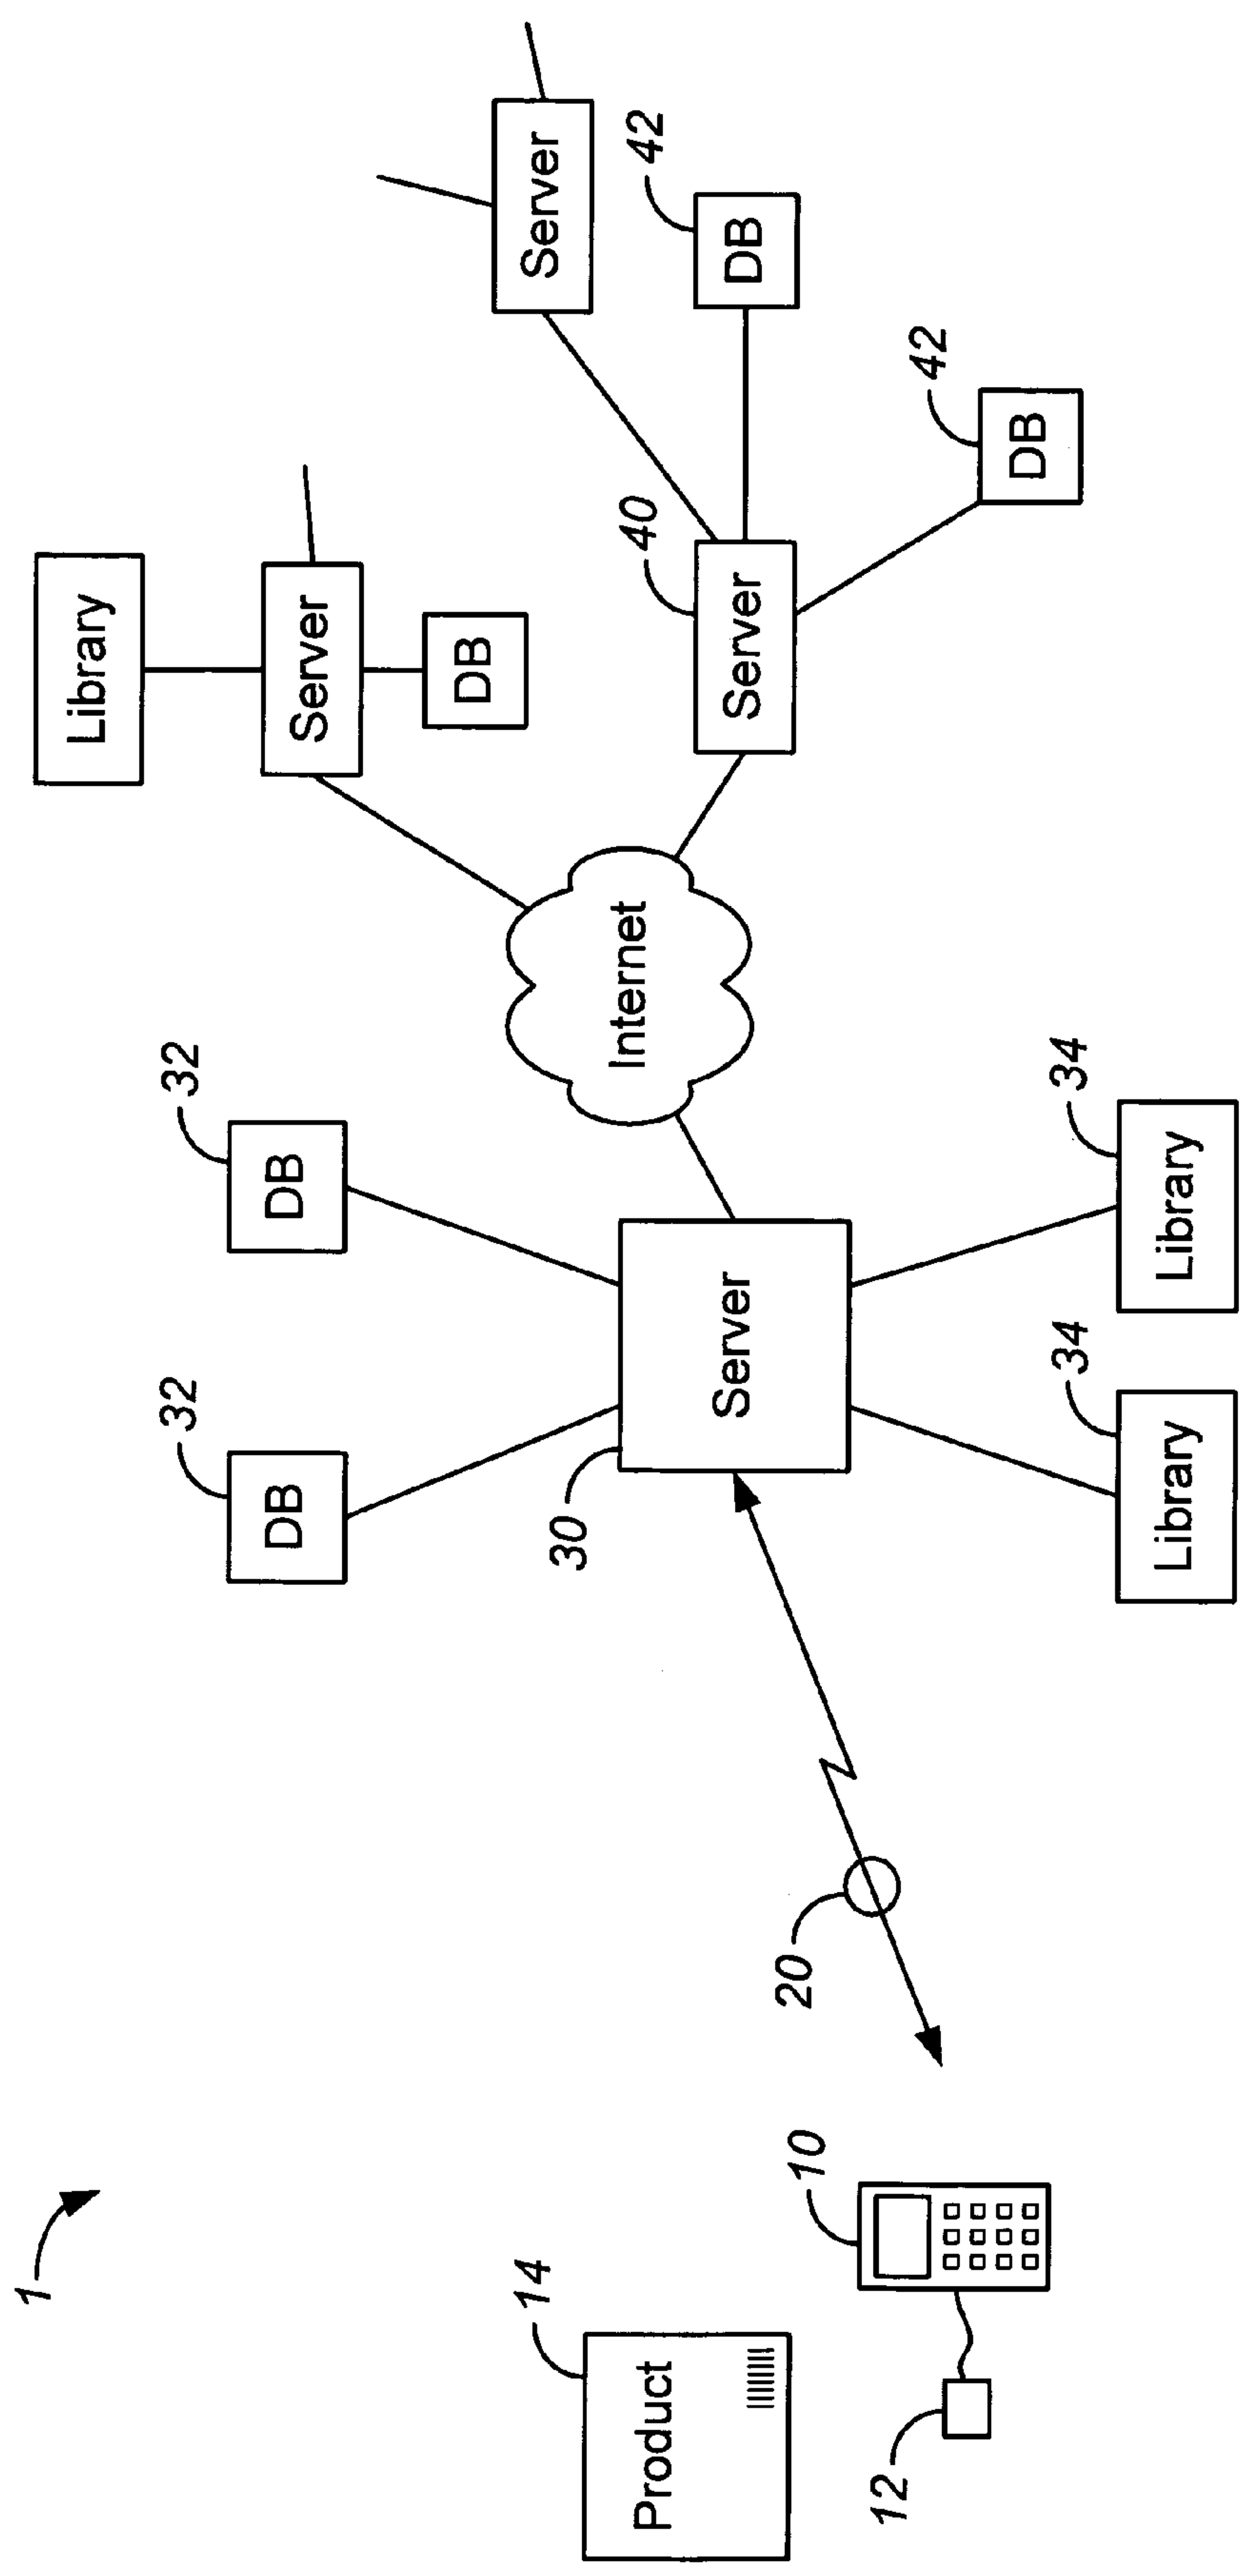 1
Product
14
12
10
20
30
Server
32
DB
32
DB
34
Library
34
Library
Internet
Library
Server
DB
40
Server
42
DB
42
DB
Server